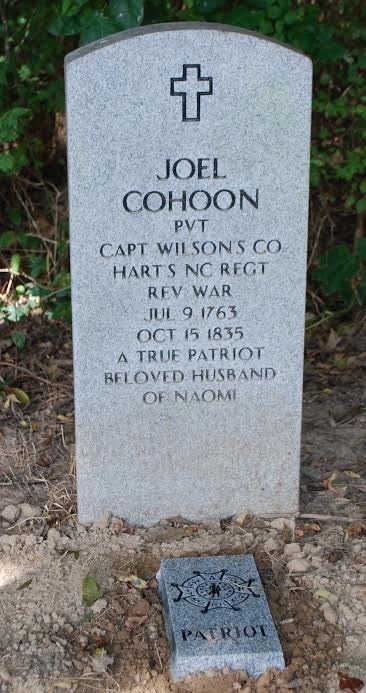 JOEL
COHOON
PVT
CAPT WILSON'S CO
HART'S NC REGT
REV WAR
JUL 9 1763
OCT 15 1835
A TRUE PATRIOT
BELOVED HUSBAND
OF NAOMI
PATRIOT